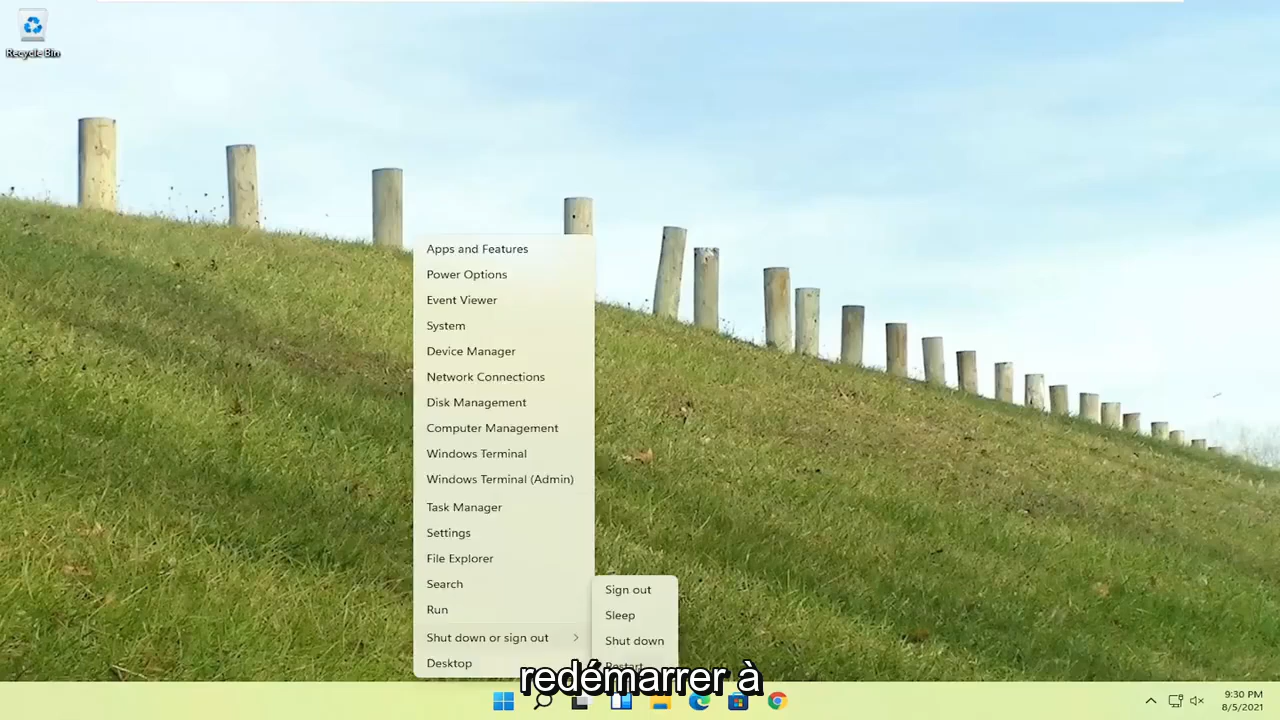 Recycle Bin
Apps and Features
Power Options
Event Viewer
System
Device Manager
Network Connections
Disk Management
Computer Management
Windows Terminal
Windows Terminal (Admin)
Task Manager
Settings
File Explorer
Search
Run
Shut down or sign out
Desktop
Sign out
Sleep
Shut down
Restart
redémarrer à
9:30 PM
8/5/2021